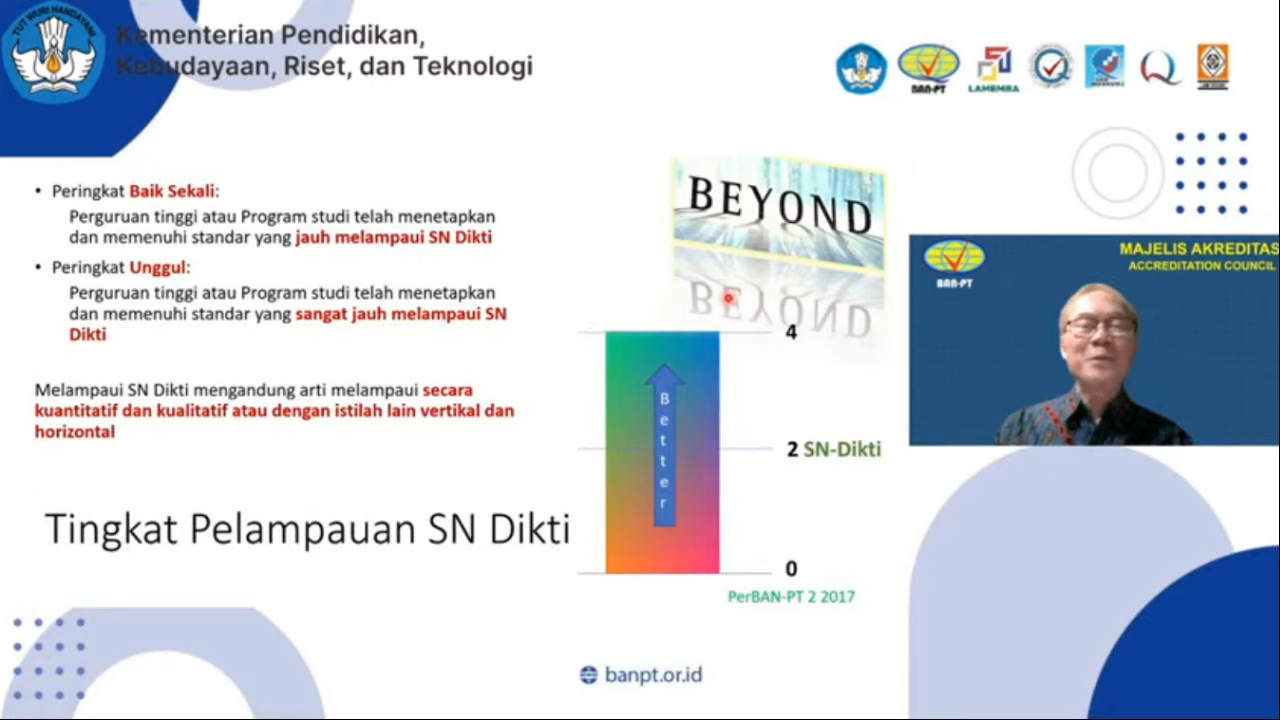 TUT WURI HANDAYANI
Kementerian Pendidikan,
Kebudayaan, Riset, dan Teknologi
BAN-PT
LAMEMBA
• Peringkat Baik Sekali:
Perguruan tinggi atau Program studi telah menetapkan
dan memenuhi standar yang jauh melampaui SN Dikti
• Peringkat Unggul:
Perguruan tinggi atau Program studi telah menetapkan
dan memenuhi standar yang sangat jauh melampaui SN
Dikti
Melampaui SN Dikti mengandung arti melampaui secara
kuantitatif dan kualitatif atau dengan istilah lain vertikal dan
horizontal
Tingkat Pelampauan SN Dikti
BEYOND
BEYOND
4
Better
2 SN-Dikti
0
PerBAN-PT 2 2017
BAN-PT
MAJELIS AKREDITAS
ACCREDITATION COUNCIL
banpt.or.id